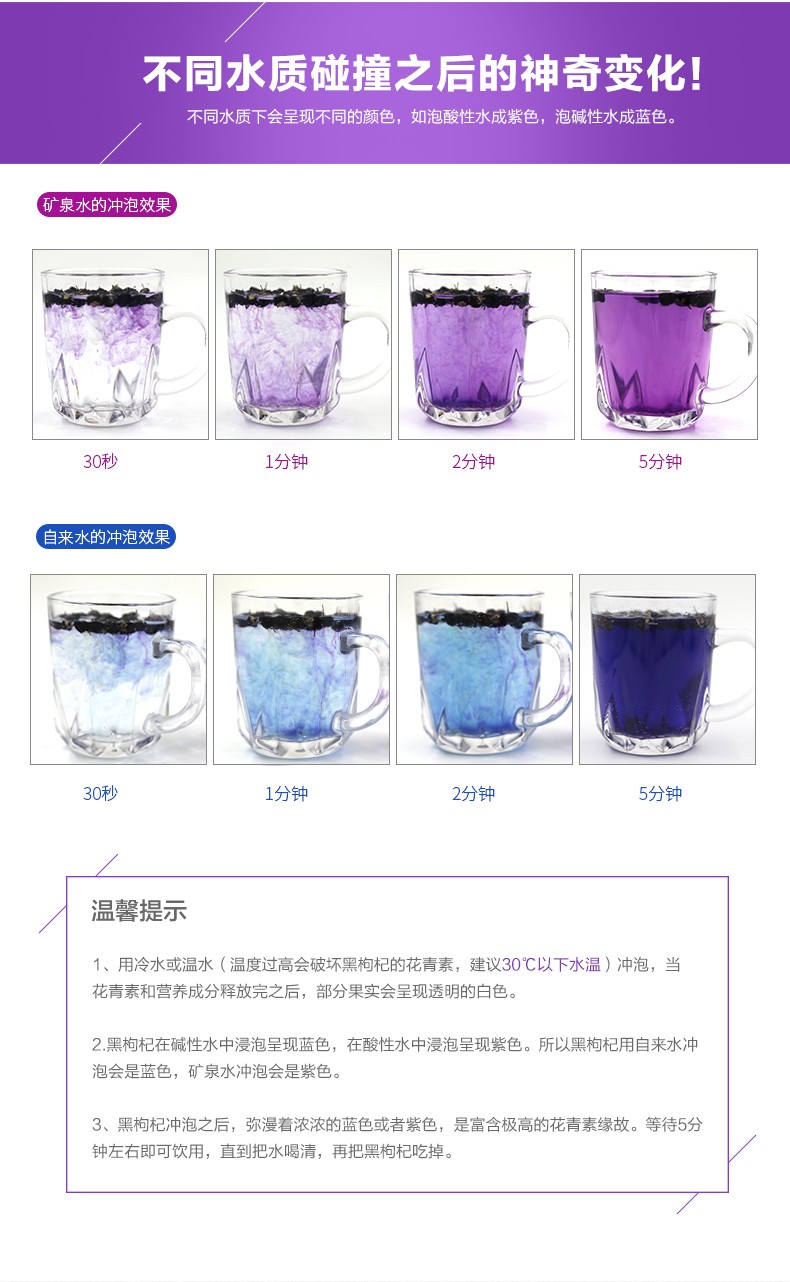 不同水质碰撞之后的神奇变化!
不同水质下会呈现不同的颜色，如泡酸性水成紫色，泡碱性水成蓝色。
矿泉水的冲泡效果
30秒
1分钟
2分钟
5分钟
自来水的冲泡效果
30秒
1分钟
2分钟
5分钟
温馨提示
1、用冷水或温水（温度过高会破坏黑枸杞的花青素，建议30℃以下水温）冲泡，当
花青素和营养成分释放完之后，部分果实会呈现透明的白色。
2.黑枸杞在碱性水中浸泡呈现蓝色，在酸性水中浸泡呈现紫色。所以黑枸杞用自来水冲
泡会是蓝色，矿泉水冲泡会是紫色。
3、黑枸杞冲泡之后，弥漫着浓浓的蓝色或者紫色，是富含极高的花青素缘故。等待5分
钟左右即可饮用，直到把水喝清，再把黑枸杞吃掉。